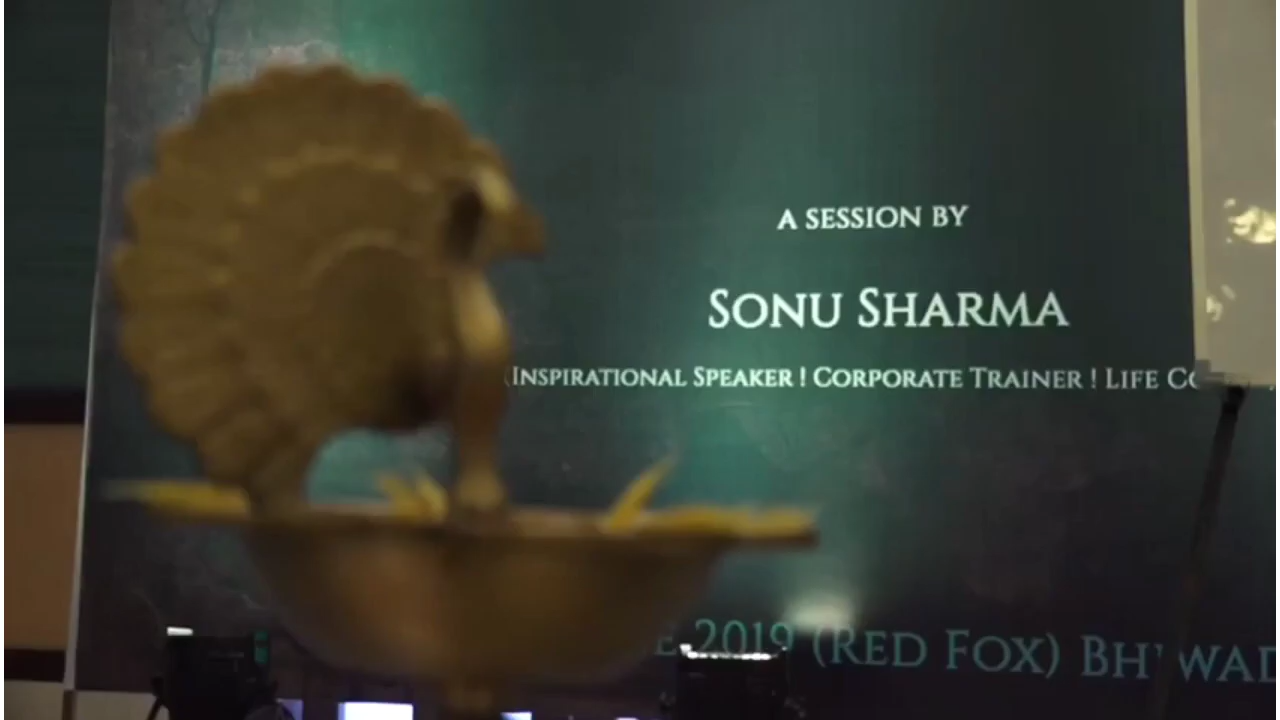 A SESSION BY
SONU SHARMA
(INSPIRATIONAL SPEAKER ! CORPORATE TRAINER ! LIFE
2019 (RED FOX)